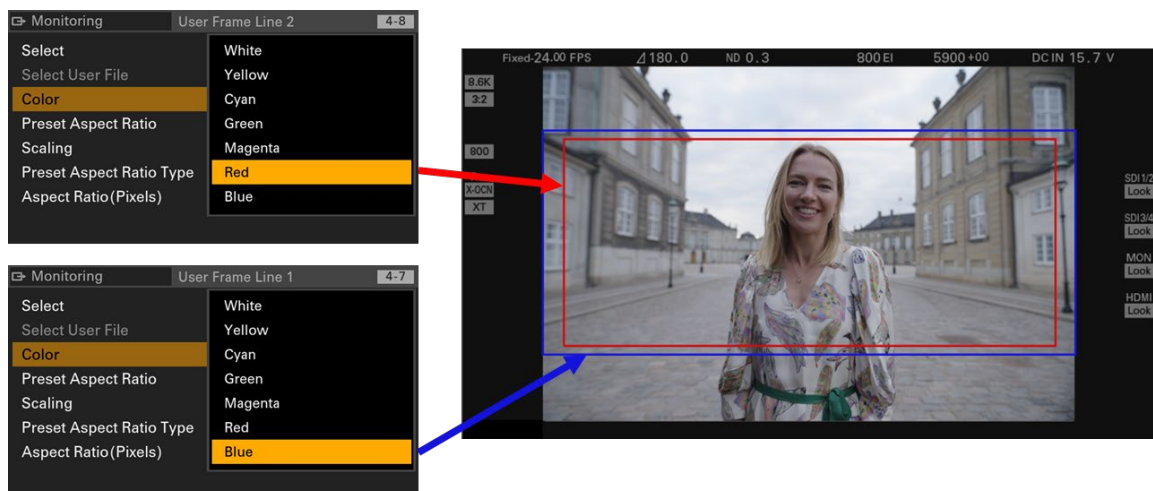 Monitoring User Frame Line 2 4-8
Select
Select User File
Color
Preset Aspect Ratio
Scaling
Preset Aspect Ratio Type
Aspect Ratio(Pixels)
White
Yellow
Cyan
Green
Magenta
Red
Blue
Monitoring User Frame Line 1 4-7
Select
Select User File
Color
Preset Aspect Ratio
Scaling
Preset Aspect Ratio Type
Aspect Ratio(Pixels)
White
Yellow
Cyan
Green
Magenta
Red
Blue
Fixed-24.00 FPS 180.0 ND 0.3 800 EI 5900+00 DC IN 15.7 V
8.6K
3:2
800
X-OCN
XT
SDI 1/2
Look
SDI3/4
Look
MON
Look
HDMI
Look